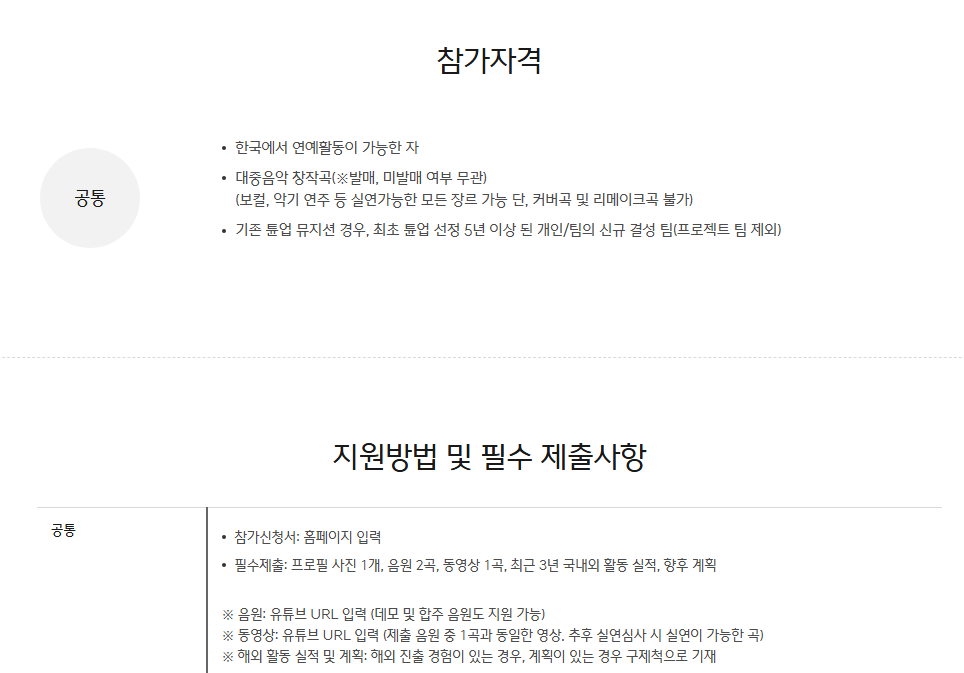 참가자격
공통
• 한국에서 연예활동이 가능한 자
• 대중음악 창작곡(※발매, 미발매 여부 무관)
(보컬, 악기 연주 등 실연가능한 모든 장르 가능 단, 커버곡 및 리메이크곡 불가)
• 기존 튠업 뮤지션 경우, 최초 튠업 선정 5년 이상 된 개인/팀의 신규 결성 팀(프로젝트 팀 제외)
지원방법 및 필수 제출사항
공통
• 참가신청서: 홈페이지 입력
• 필수제출: 프로필 사진 1개, 음원 2곡, 동영상 1곡, 최근 3년 국내외 활동 실적, 향후 계획
※ 음원: 유튜브 URL 입력 (데모 및 합주 음원도 지원 가능)
※ 동영상: 유튜브 URL 입력 (제출 음원 중 1곡과 동일한 영상, 추후 실연심사 시 실연이 가능한 곡)
※ 해외 활동 실적 및 계획: 해외 진출 경험이 있는 경우, 계획이 있는 경우 구제척으로 기재